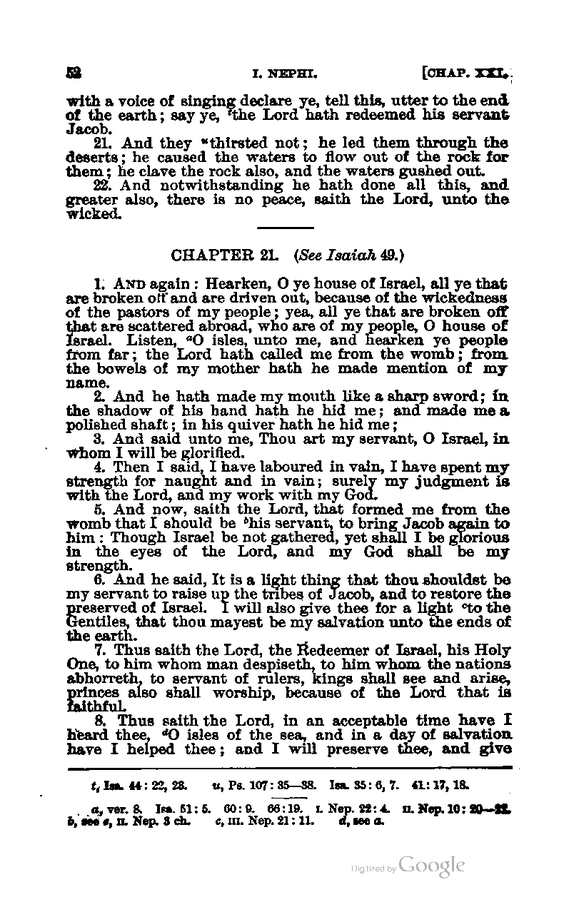 52 I. NEPHI. [CHAP. XXI.
with a voice of singing declare ye, tell this, utter to the end
of the earth; say ye, ᵗthe Lord hath redeemed his servant
Jacob.
21. And they ᵘthirsted not; he led them through the
deserts; he caused the waters to flow out of the rock for
them; he clave the rock also, and the waters gushed out.
22. And notwithstanding he hath done all this, and
greater also, there is no peace, saith the Lord, unto the
wicked.
CHAPTER 21. (See Isaiah 49.)
1. AND again: Hearken, O ye house of Israel, all ye that
are broken off and are driven out, because of the wickedness
of the pastors of my people; yea, all ye that are broken off
that are scattered abroad, who are of my people, O house of
Israel. Listen, ᵃO isles, unto me, and hearken ye people
from far; the Lord hath called me from the womb; from
the bowels of my mother hath he made mention of my
name.
2. And he hath made my mouth like a sharp sword; in
the shadow of his hand hath he hid me; and made me a
polished shaft; in his quiver hath he hid me;
3. And said unto me, Thou art my servant, O Israel, in
whom I will be glorified.
4. Then I said, I have laboured in vain, I have spent my
strength for naught and in vain; surely my judgment is
with the Lord, and my work with my God.
5. And now, saith the Lord, that formed me from the
womb that I should be ᵇhis servant, to bring Jacob again to
him: Though Israel be not gathered, yet shall I be glorious
in the eyes of the Lord, and my God shall be my
strength.
6. And he said, It is a light thing that thou shouldst be
my servant to raise up the tribes of Jacob, and to restore the
preserved of Israel. I will also give thee for a light ᶜto the
Gentiles, that thou mayest be my salvation unto the ends of
the earth.
7. Thus saith the Lord, the Redeemer of Israel, his Holy
One, to him whom man despiseth, to him whom the nations
abhorreth, to servant of rulers, kings shall see and arise,
princes also shall worship, because of the Lord that is
faithful.
8. Thus saith the Lord, in an acceptable time have I
heard thee, ᵈO isles of the sea, and in a day of salvation
have I helped thee; and I will preserve thee, and give
t, Isa. 44: 22, 23. u, Ps. 107: 35—38. Isa. 35: 6, 7. 41: 17, 18.
a, ver. 8. Isa. 51: 5. 60: 9. 66: 19. I. Nep. 22: 4. II. Nep. 10: 20—22.
b, see e, II. Nep. 3 ch. c, III. Nep. 21: 11. d, see a.
Digitized by Google